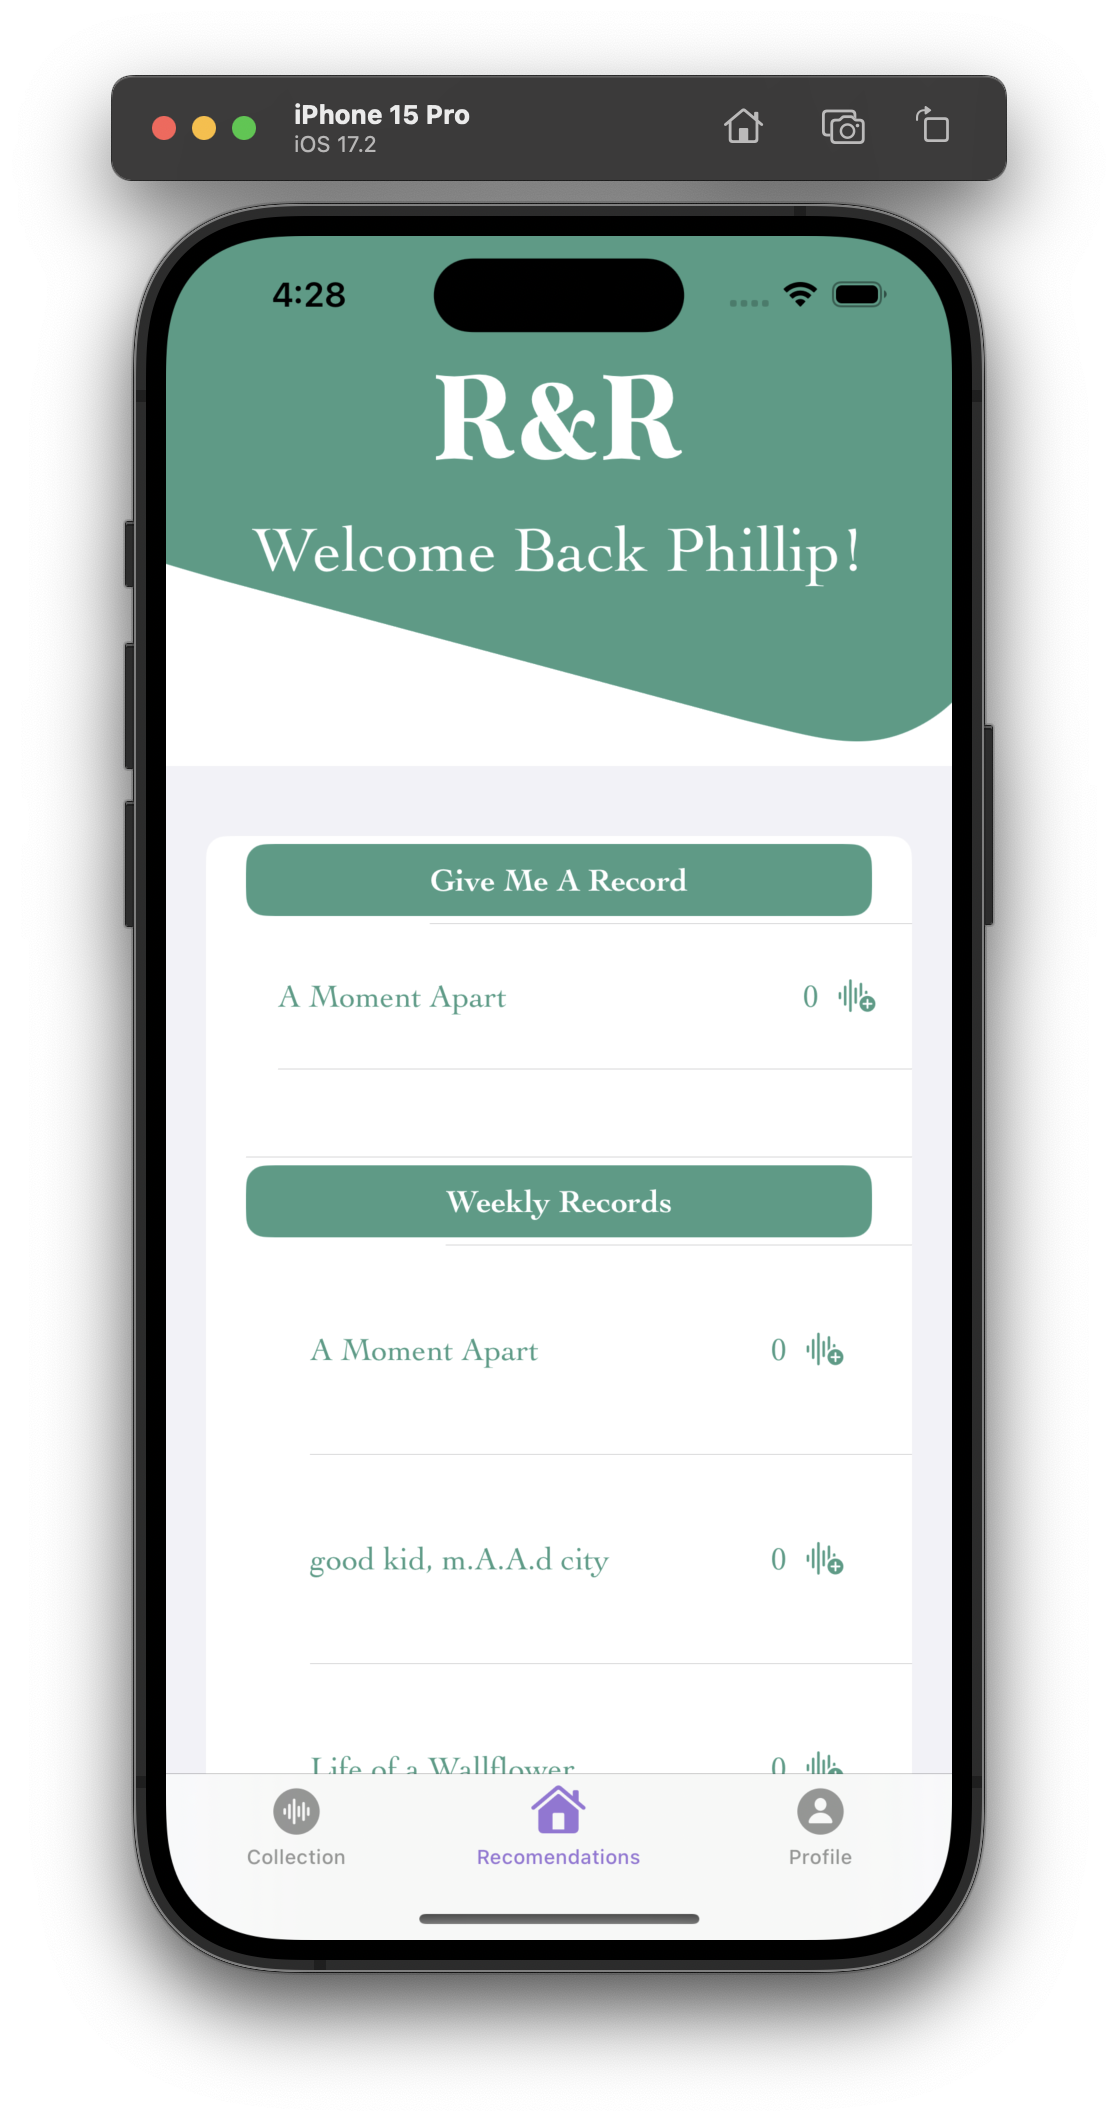 iPhone 15 Pro
iOS 17.2
4:28
R&R
Welcome Back Phillip!
Give Me A Record
A Moment Apart 0
Weekly Records
A Moment Apart 0
good kid, m.A.A.d city 0
Life of a Wallflower 0
Collection Recomendations Profile